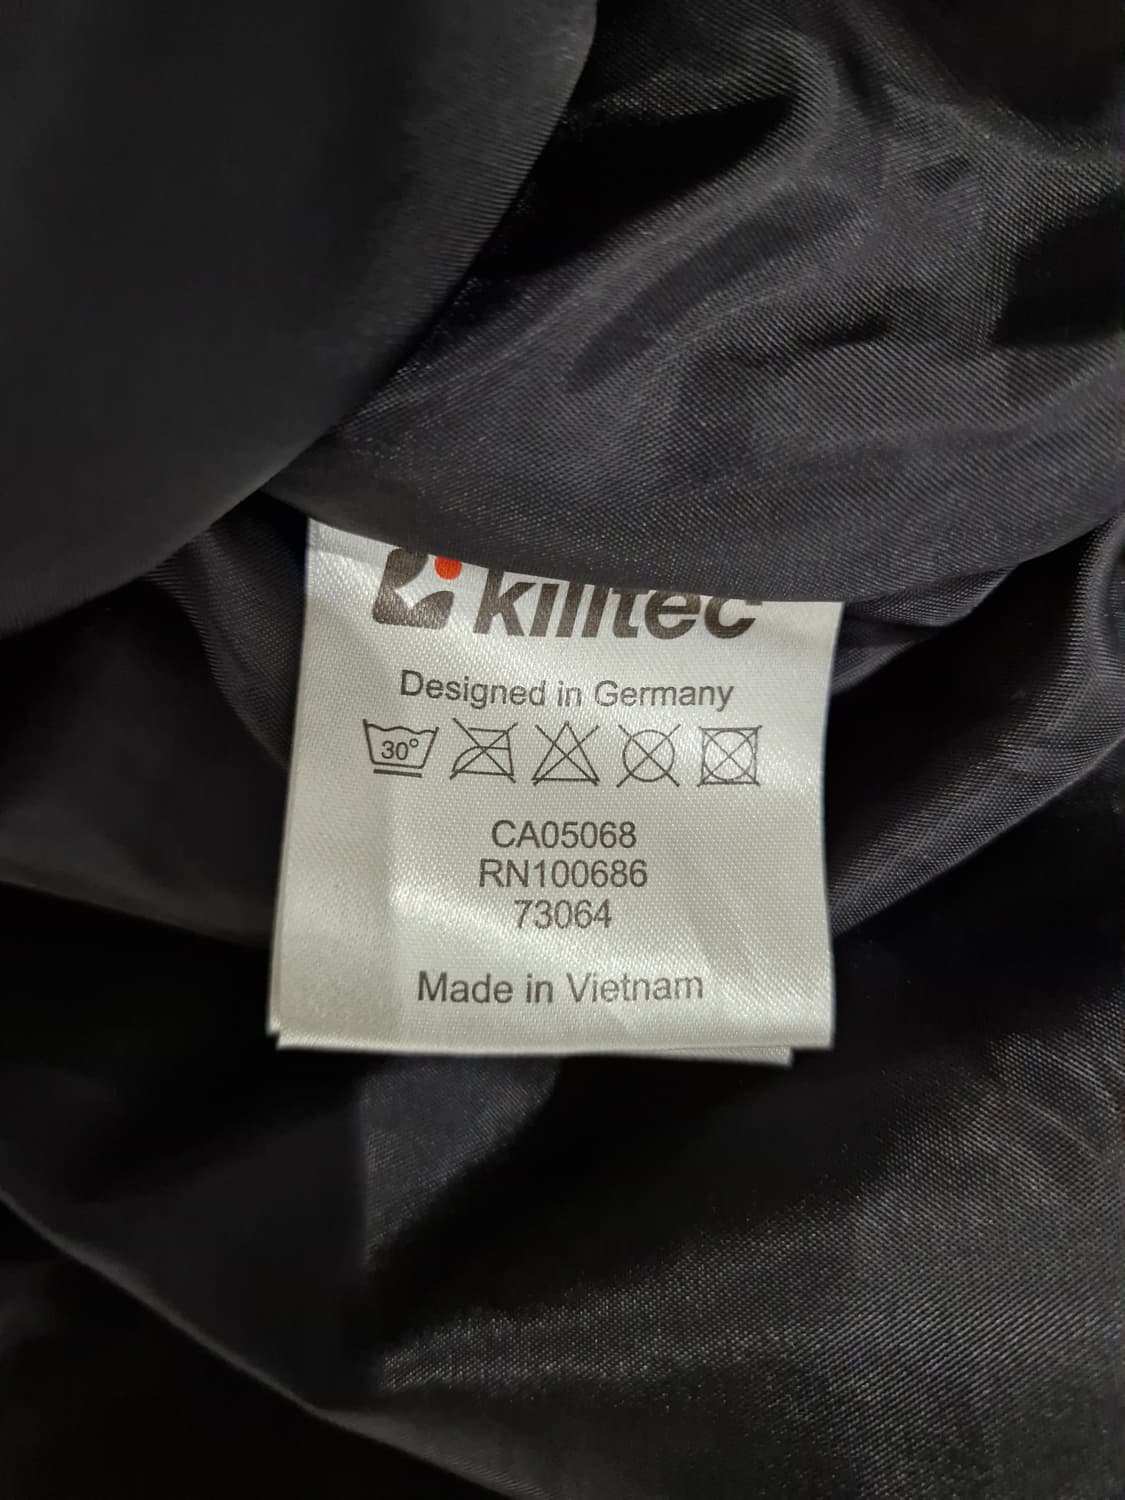 killtec
Designed in Germany
30°
CA05068
RN100686
73064
Made in Vietnam